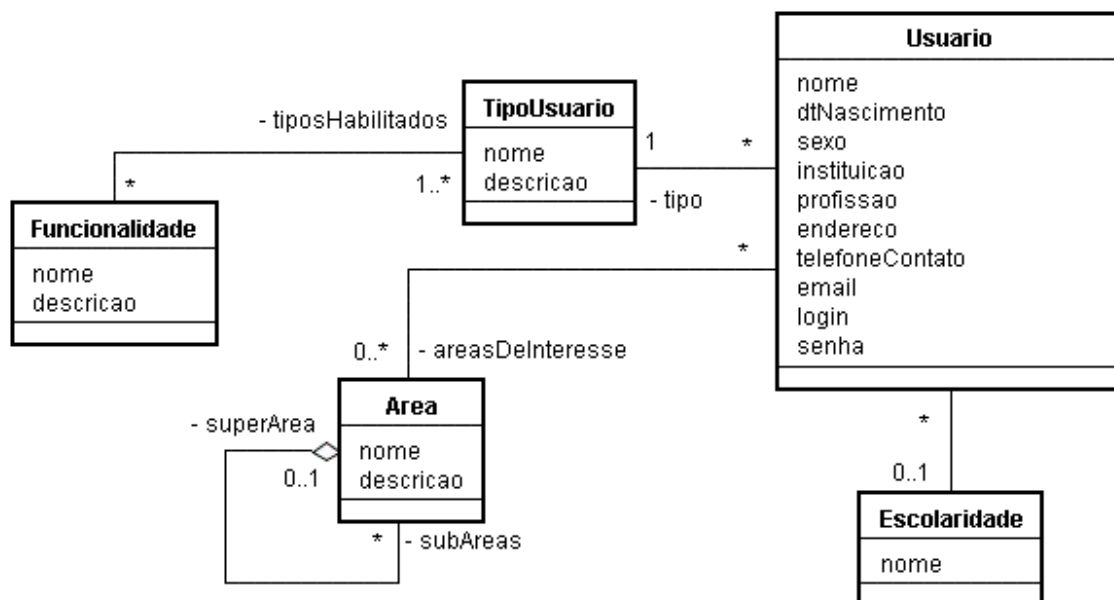 Usuario
nome
dtNascimento
sexo
instituicao
profissao
endereco
telefoneContato
email
login
senha
TipoUsuario
nome
descricao
- tiposHabilitados
1..*
*
1
*
- tipo
Funcionalidade
nome
descricao
*
0..*
- areasDeInteresse
Area
nome
descricao
- superArea
0..1
*
- subAreas
*
0..1
Escolaridade
nome